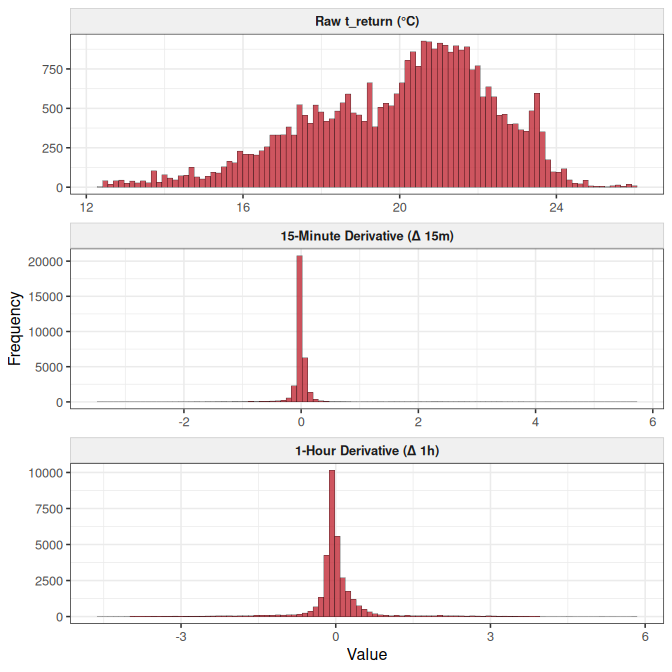 Raw t_return (°C)
750
500
250
0
12 16 20 24
15-Minute Derivative (Δ 15m)
Frequency
20000
15000
10000
5000
0
-2 0 2 4 6
1-Hour Derivative (Δ 1h)
10000
7500
5000
2500
0
-3 0 3 6
Value